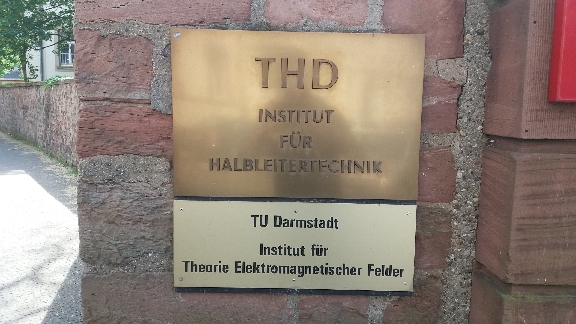 THD
INSTITUT
FÜR
HALBLEITERTECHNIK
TU Darmstadt
Institut für
Theorie Elektromagnetischer Felder